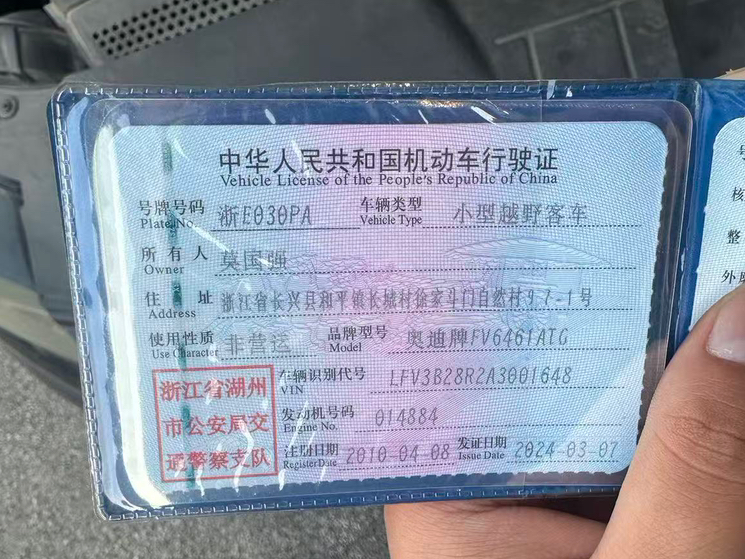 中华人民共和国机动车行驶证
Vehicle License of the People's Republic of China
号牌号码 浙E030PA 车辆类型 小型越野客车
Plate No. Vehicle Type
所有人 莫国强
Owner
住址 浙江省长兴县和平镇长城村徐家斗门自然村97-1号
Address
使用性质 非营运 品牌型号 奥迪牌FV6461ATG
Use Character Model
浙江省湖州
市公安局交
通警察支队
车辆识别代号 LFV3B28R2A3001648
VIN
发动机号码 014884
Engine No.
注册日期 2010-04-08 发证日期 2024-03-07
Register Date Issue Date
号
核
整
外廓